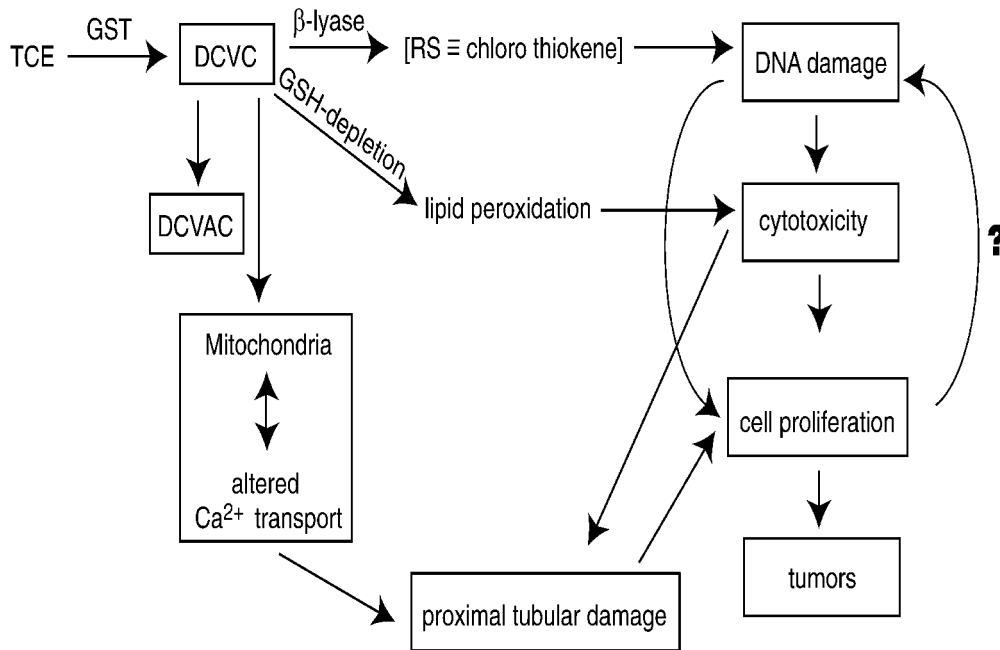 GST
TCE
DCVC
β-lyase
[RS ≡ chloro thiokene]
DNA damage
GSH-depletion
DCVAC
lipid peroxidation
cytotoxicity
?
Mitochondria
altered
Ca²⁺ transport
cell proliferation
proximal tubular damage
tumors